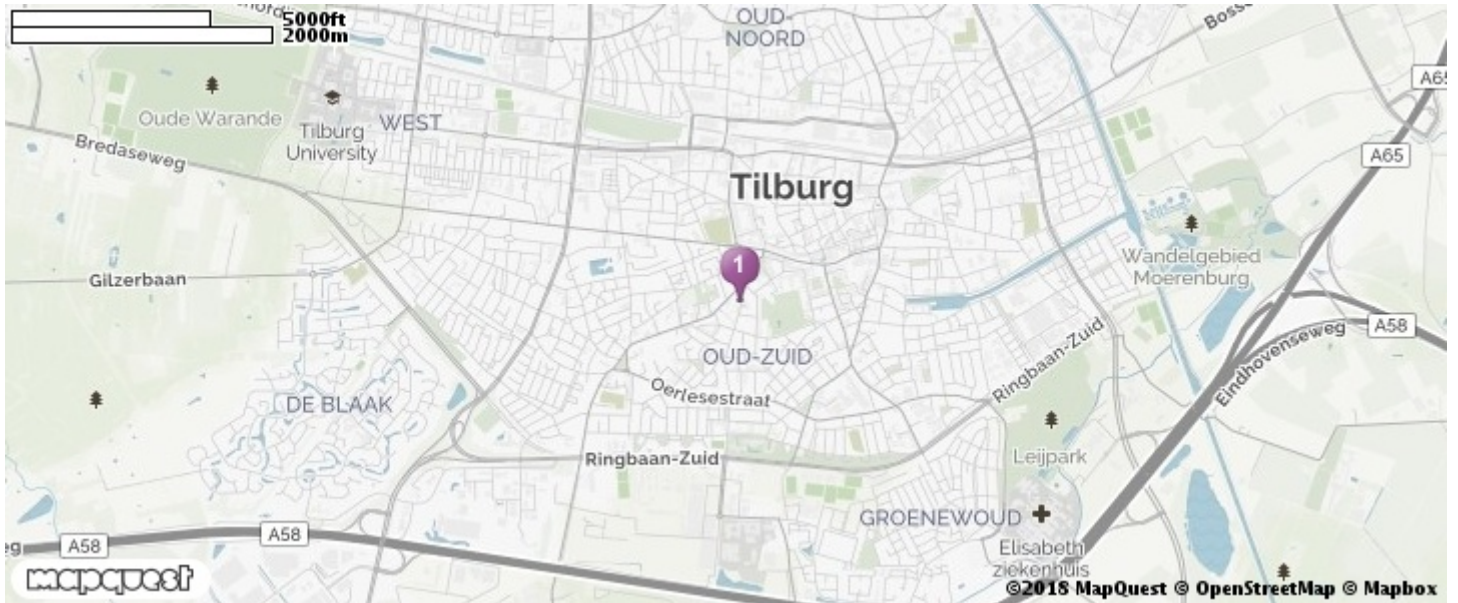 5000ft
2000m
OUD-
NOORD
A65
Oude Warande
Tilburg
University
WEST
Bredaseweg
A65
Tilburg
Wandelgebied
Moerenburg
Gilzerbaan
1
A58
Eindhovenseweg
OUD-ZUID
Ringbaan-Zuid
Oerlesestraat
DE BLAAK
Ringbaan-Zuid
Leijpark
GROENEWOUD
A58
A58
Elisabeth
ziekenhuis
mapquest
©2018 MapQuest © OpenStreetMap © Mapbox